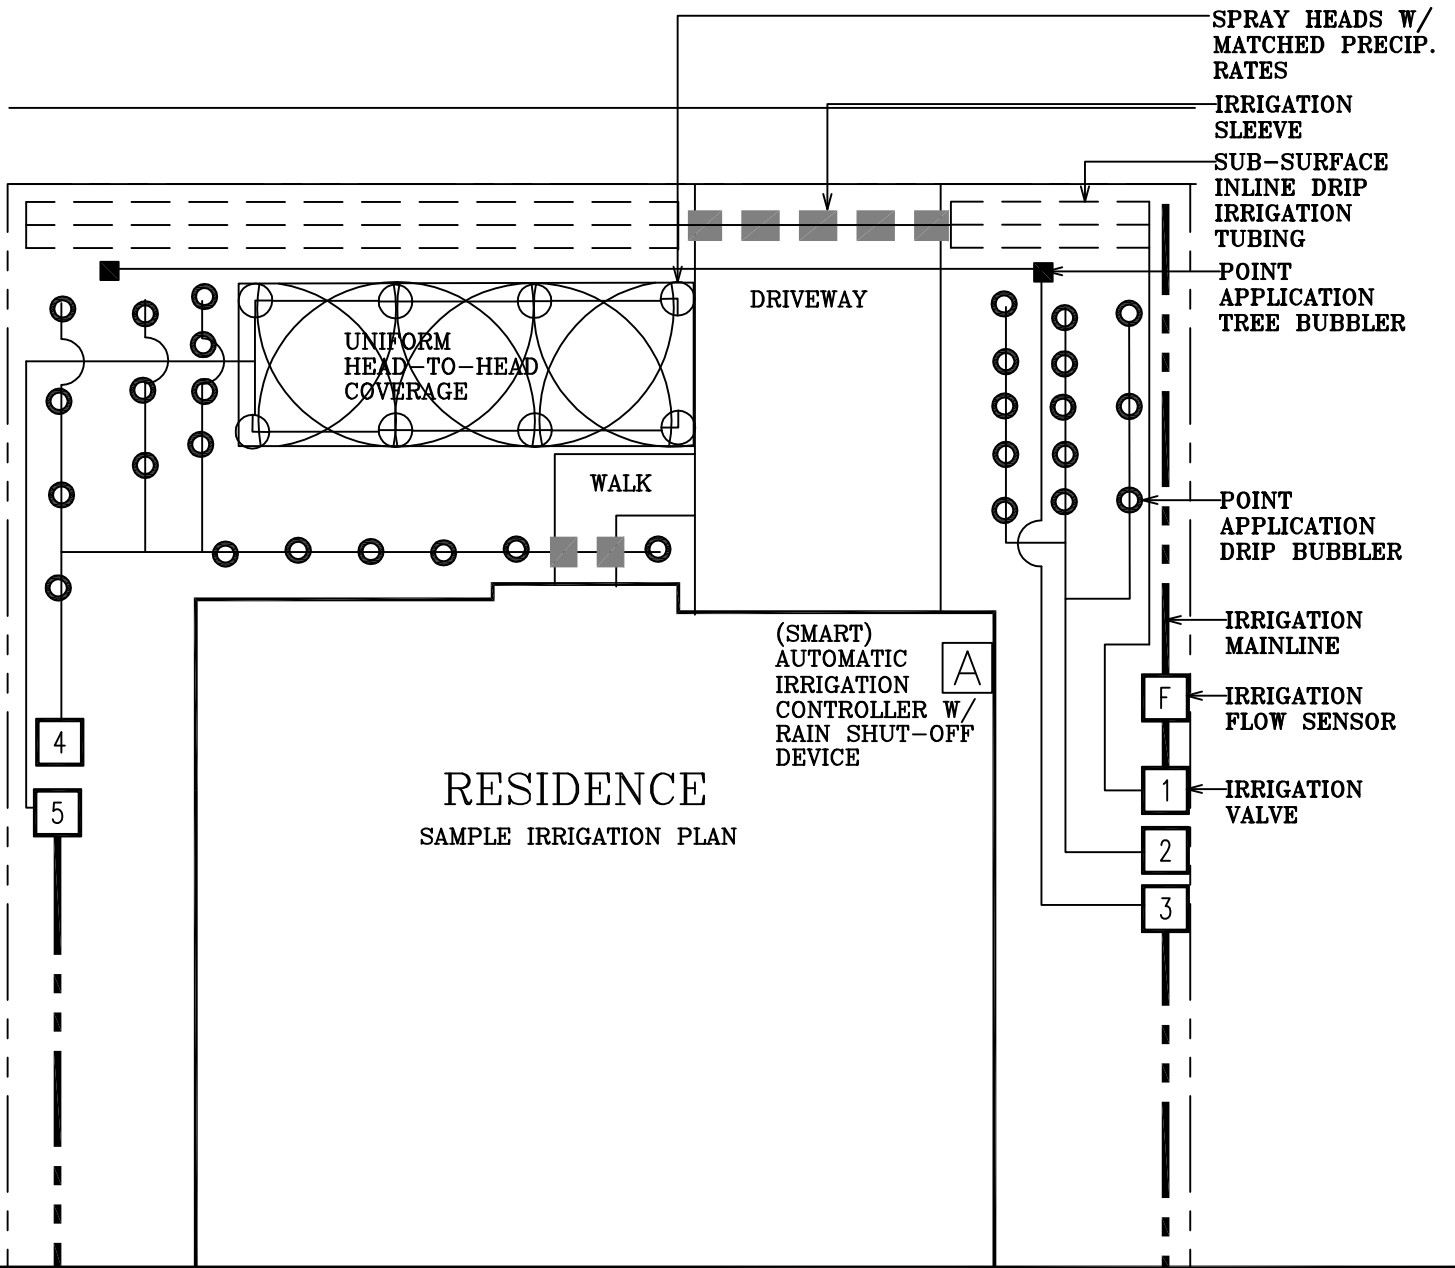 SPRAY HEADS W/
MATCHED PRECIP.
RATES
IRRIGATION
SLEEVE
SUB-SURFACE
INLINE DRIP
IRRIGATION
TUBING
POINT
APPLICATION
TREE BUBBLER
DRIVEWAY
UNIFORM
HEAD-TO-HEAD
COVERAGE
WALK
POINT
APPLICATION
DRIP BUBBLER
IRRIGATION
MAINLINE
(SMART)
AUTOMATIC
IRRIGATION
CONTROLLER W/
RAIN SHUT-OFF
DEVICE
A
F
IRRIGATION
FLOW SENSOR
4
5
RESIDENCE
SAMPLE IRRIGATION PLAN
1
IRRIGATION
VALVE
2
3